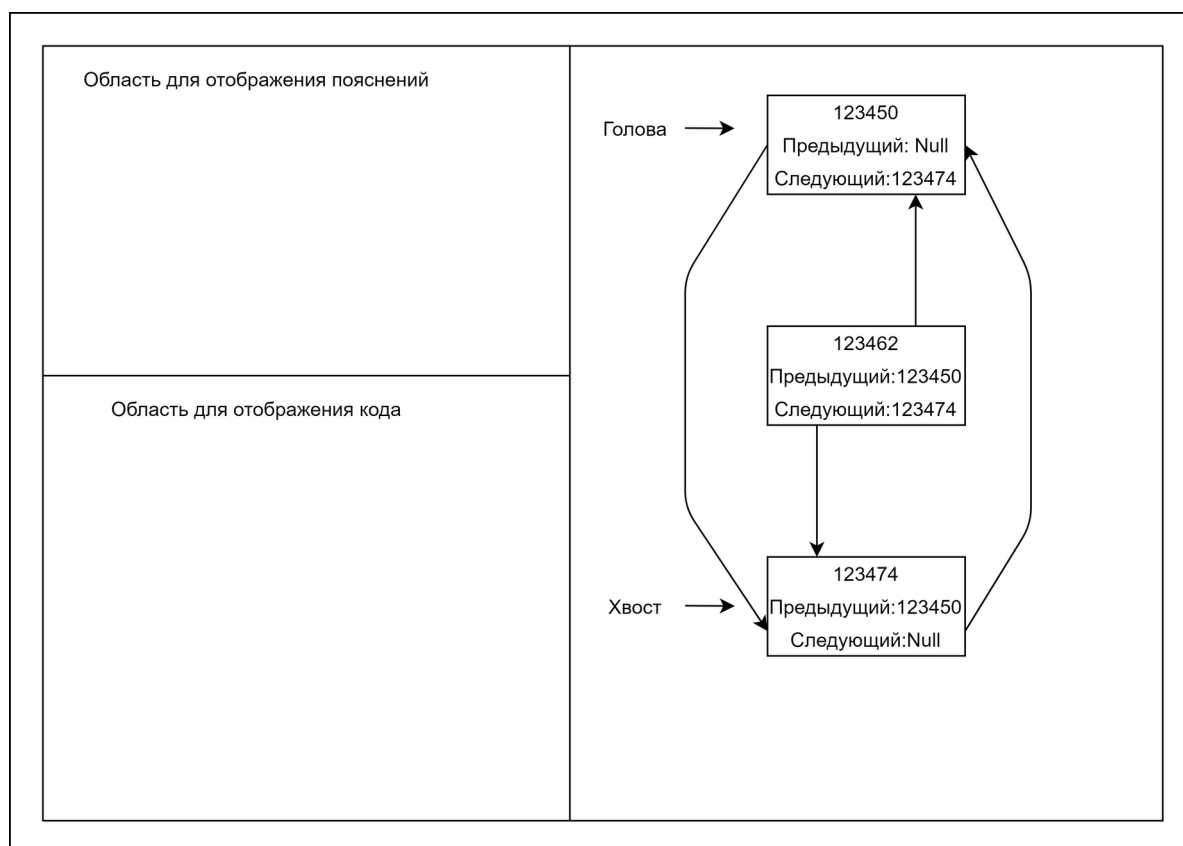 Область для отображения пояснений
Область для отображения кода
Голова
123450
Предыдущий: Null
Следующий:123474
123462
Предыдущий:123450
Следующий:123474
Хвост
123474
Предыдущий:123450
Следующий:Null